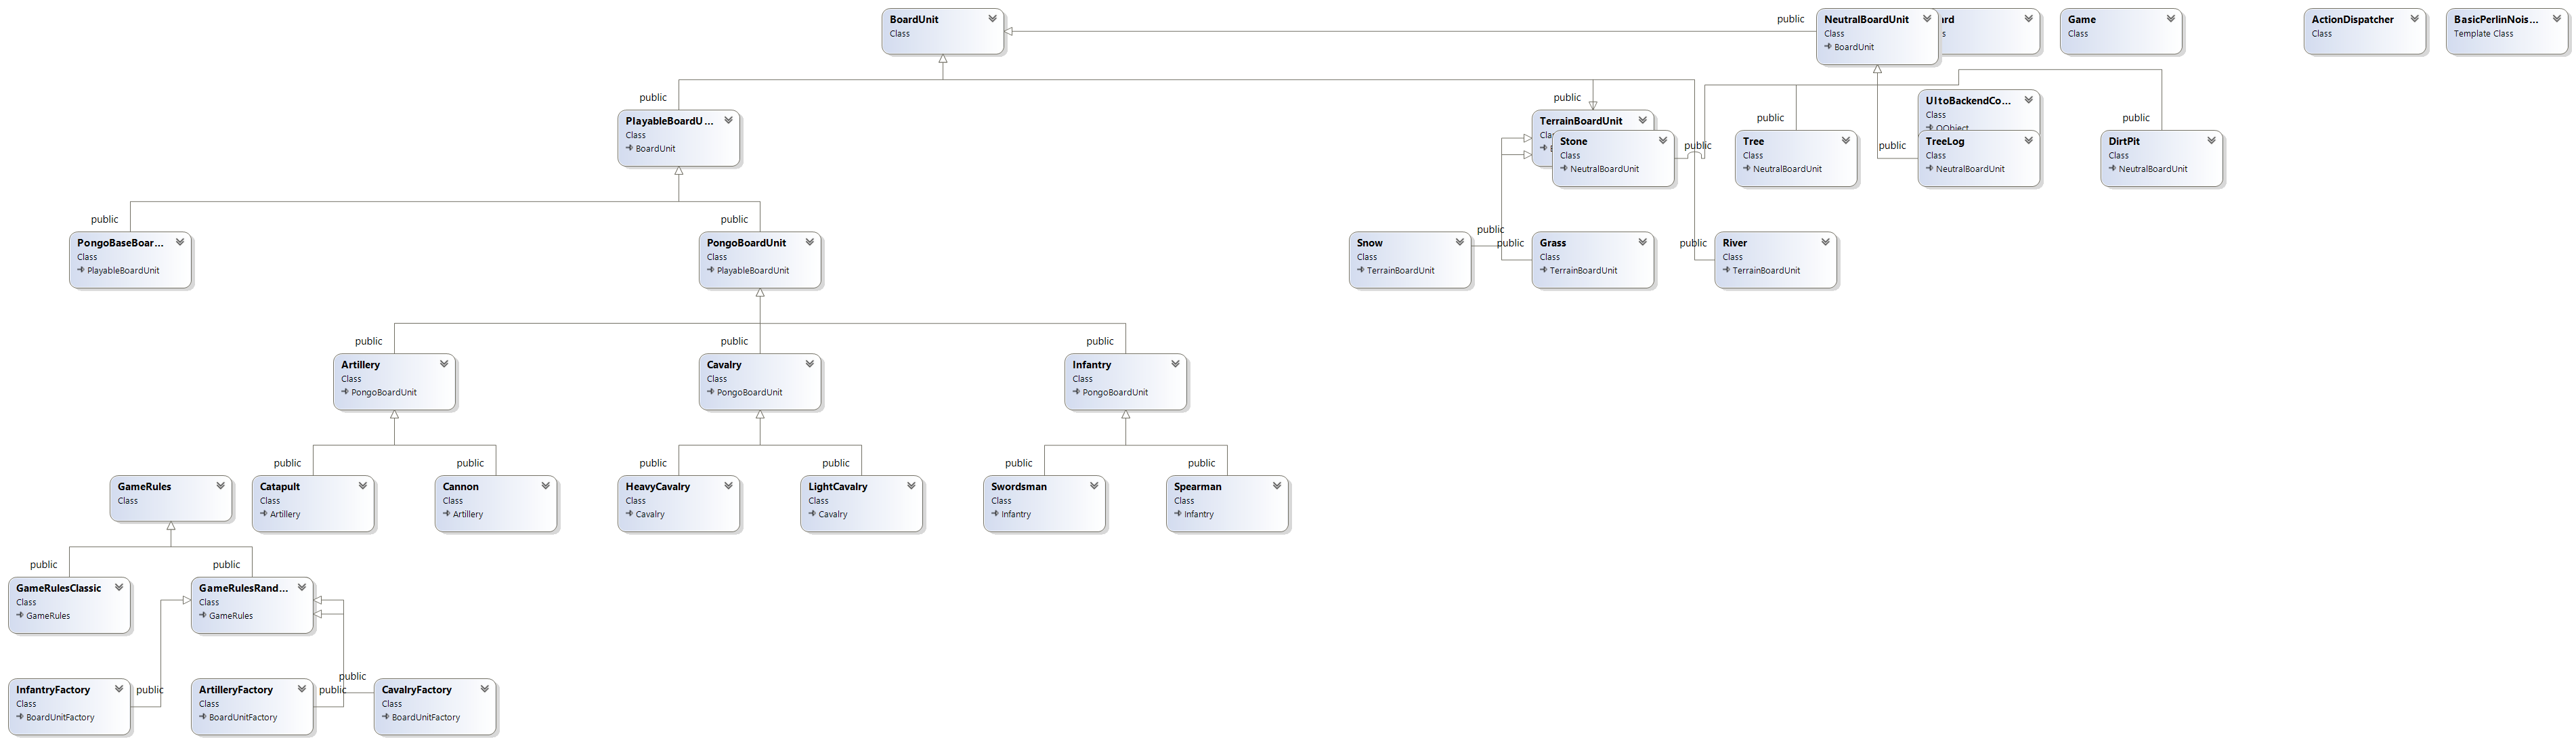 BoardUnit
Class
public
NeutralBoardUnit
Class
BoardUnit
ard
s
Game
Class
ActionDispatcher
Class
BasicPerlinNois...
Template Class
public
PlayableBoardU...
Class
BoardUnit
public
TerrainBoardUnit
Clas
Stone
Class
NeutralBoardUnit
public
public
Tree
Class
NeutralBoardUnit
UItoBackendCo...
Class
QObject
public
TreeLog
Class
NeutralBoardUnit
public
DirtPit
Class
NeutralBoardUnit
public
PongoBaseBoar...
Class
PlayableBoardUnit
public
PongoBoardUnit
Class
PlayableBoardUnit
Snow
Class
TerrainBoardUnit
public
public
Grass
Class
TerrainBoardUnit
public
River
Class
TerrainBoardUnit
public
Artillery
Class
PongoBoardUnit
public
Cavalry
Class
PongoBoardUnit
public
Infantry
Class
PongoBoardUnit
GameRules
Class
public
Catapult
Class
Artillery
public
Cannon
Class
Artillery
public
HeavyCavalry
Class
Cavalry
public
LightCavalry
Class
Cavalry
public
Swordsman
Class
Infantry
public
Spearman
Class
Infantry
public
GameRulesClassic
Class
GameRules
public
GameRulesRand...
Class
GameRules
InfantryFactory
Class
BoardUnitFactory
public
ArtilleryFactory
Class
BoardUnitFactory
public
public
CavalryFactory
Class
BoardUnitFactory